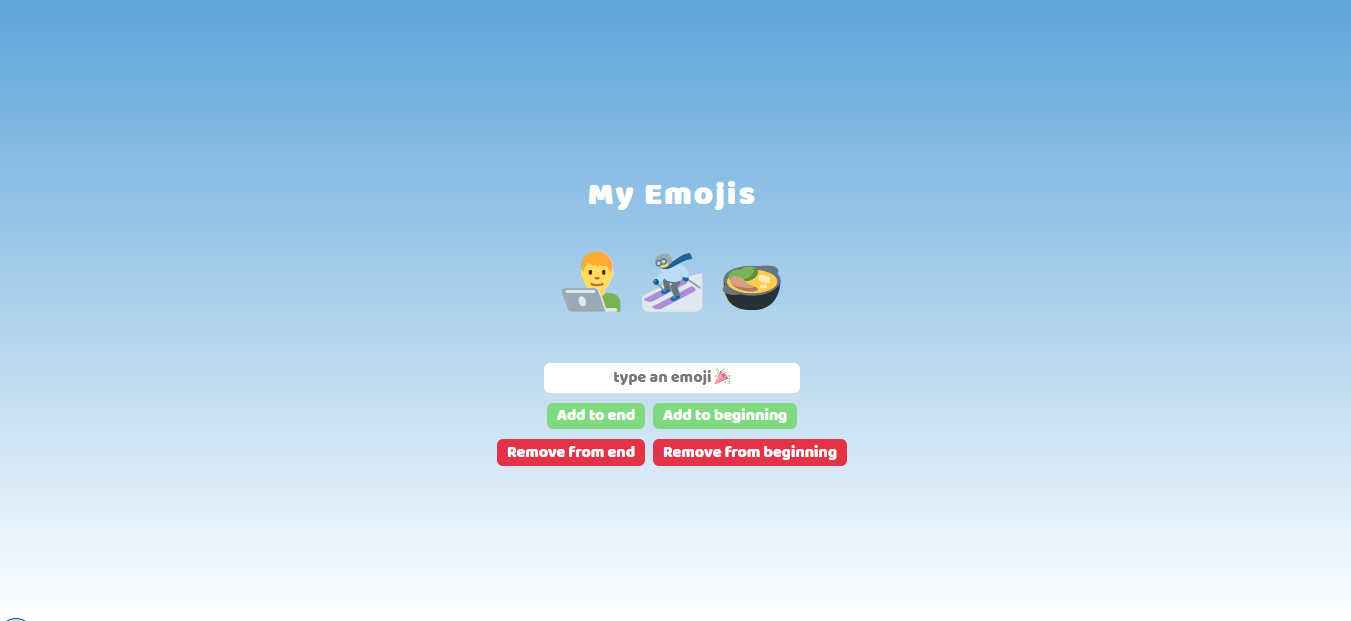 My Emojis
type an emoji 🎉
Add to end Add to beginning
Remove from end Remove from beginning